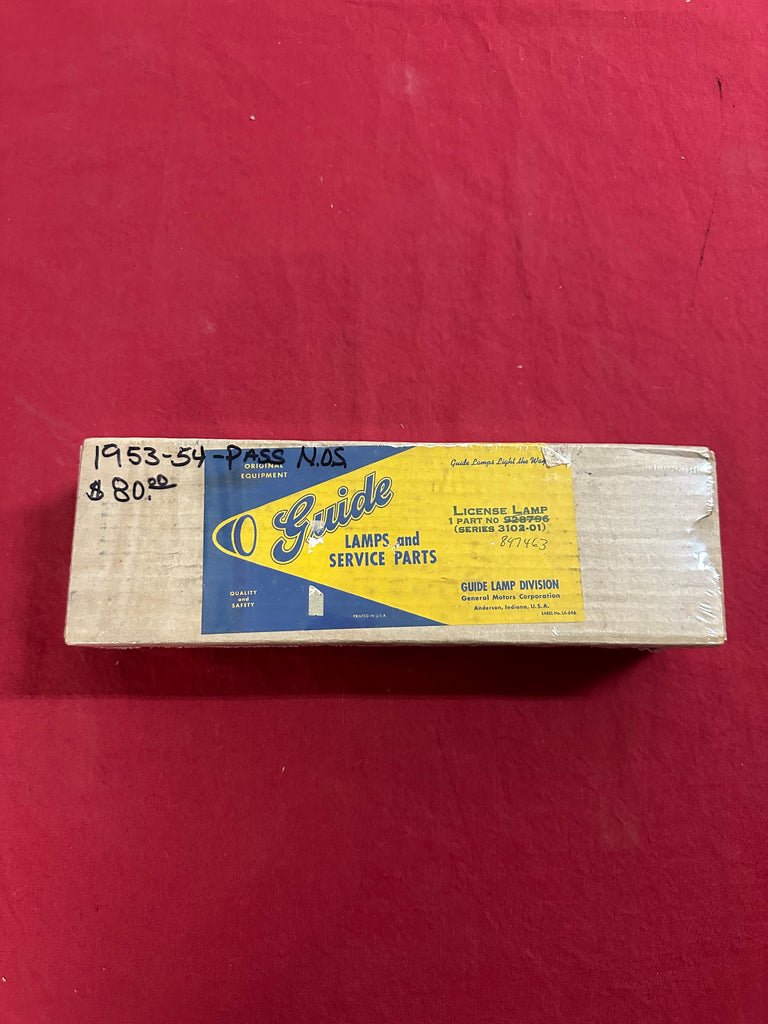 1953-54-PASS N.O.S.
$80.00
ORIGINAL
EQUIPMENT
Guide Lamps Light the Way
Guide
LAMPS and
SERVICE PARTS
LICENSE LAMP
1 PART NO 928796
(SERIES 3102-01)
897463
QUALITY
and
SAFETY
GUIDE LAMP DIVISION
General Motors Corporation
Anderson, Indiana, U.S.A.
PRINTED IN U.S.A.